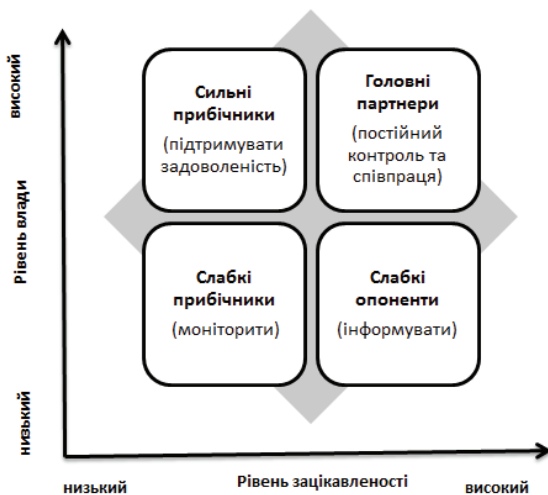 високий
Рівень влади
низький
Сильні
прибічники
(підтримувати
задоволеність)
Головні
партнери
(постійний
контроль та
співпраця)
Слабкі
прибічники
(моніторити)
Слабкі
опоненти
(інформувати)
низький
Рівень зацікавленості
високий